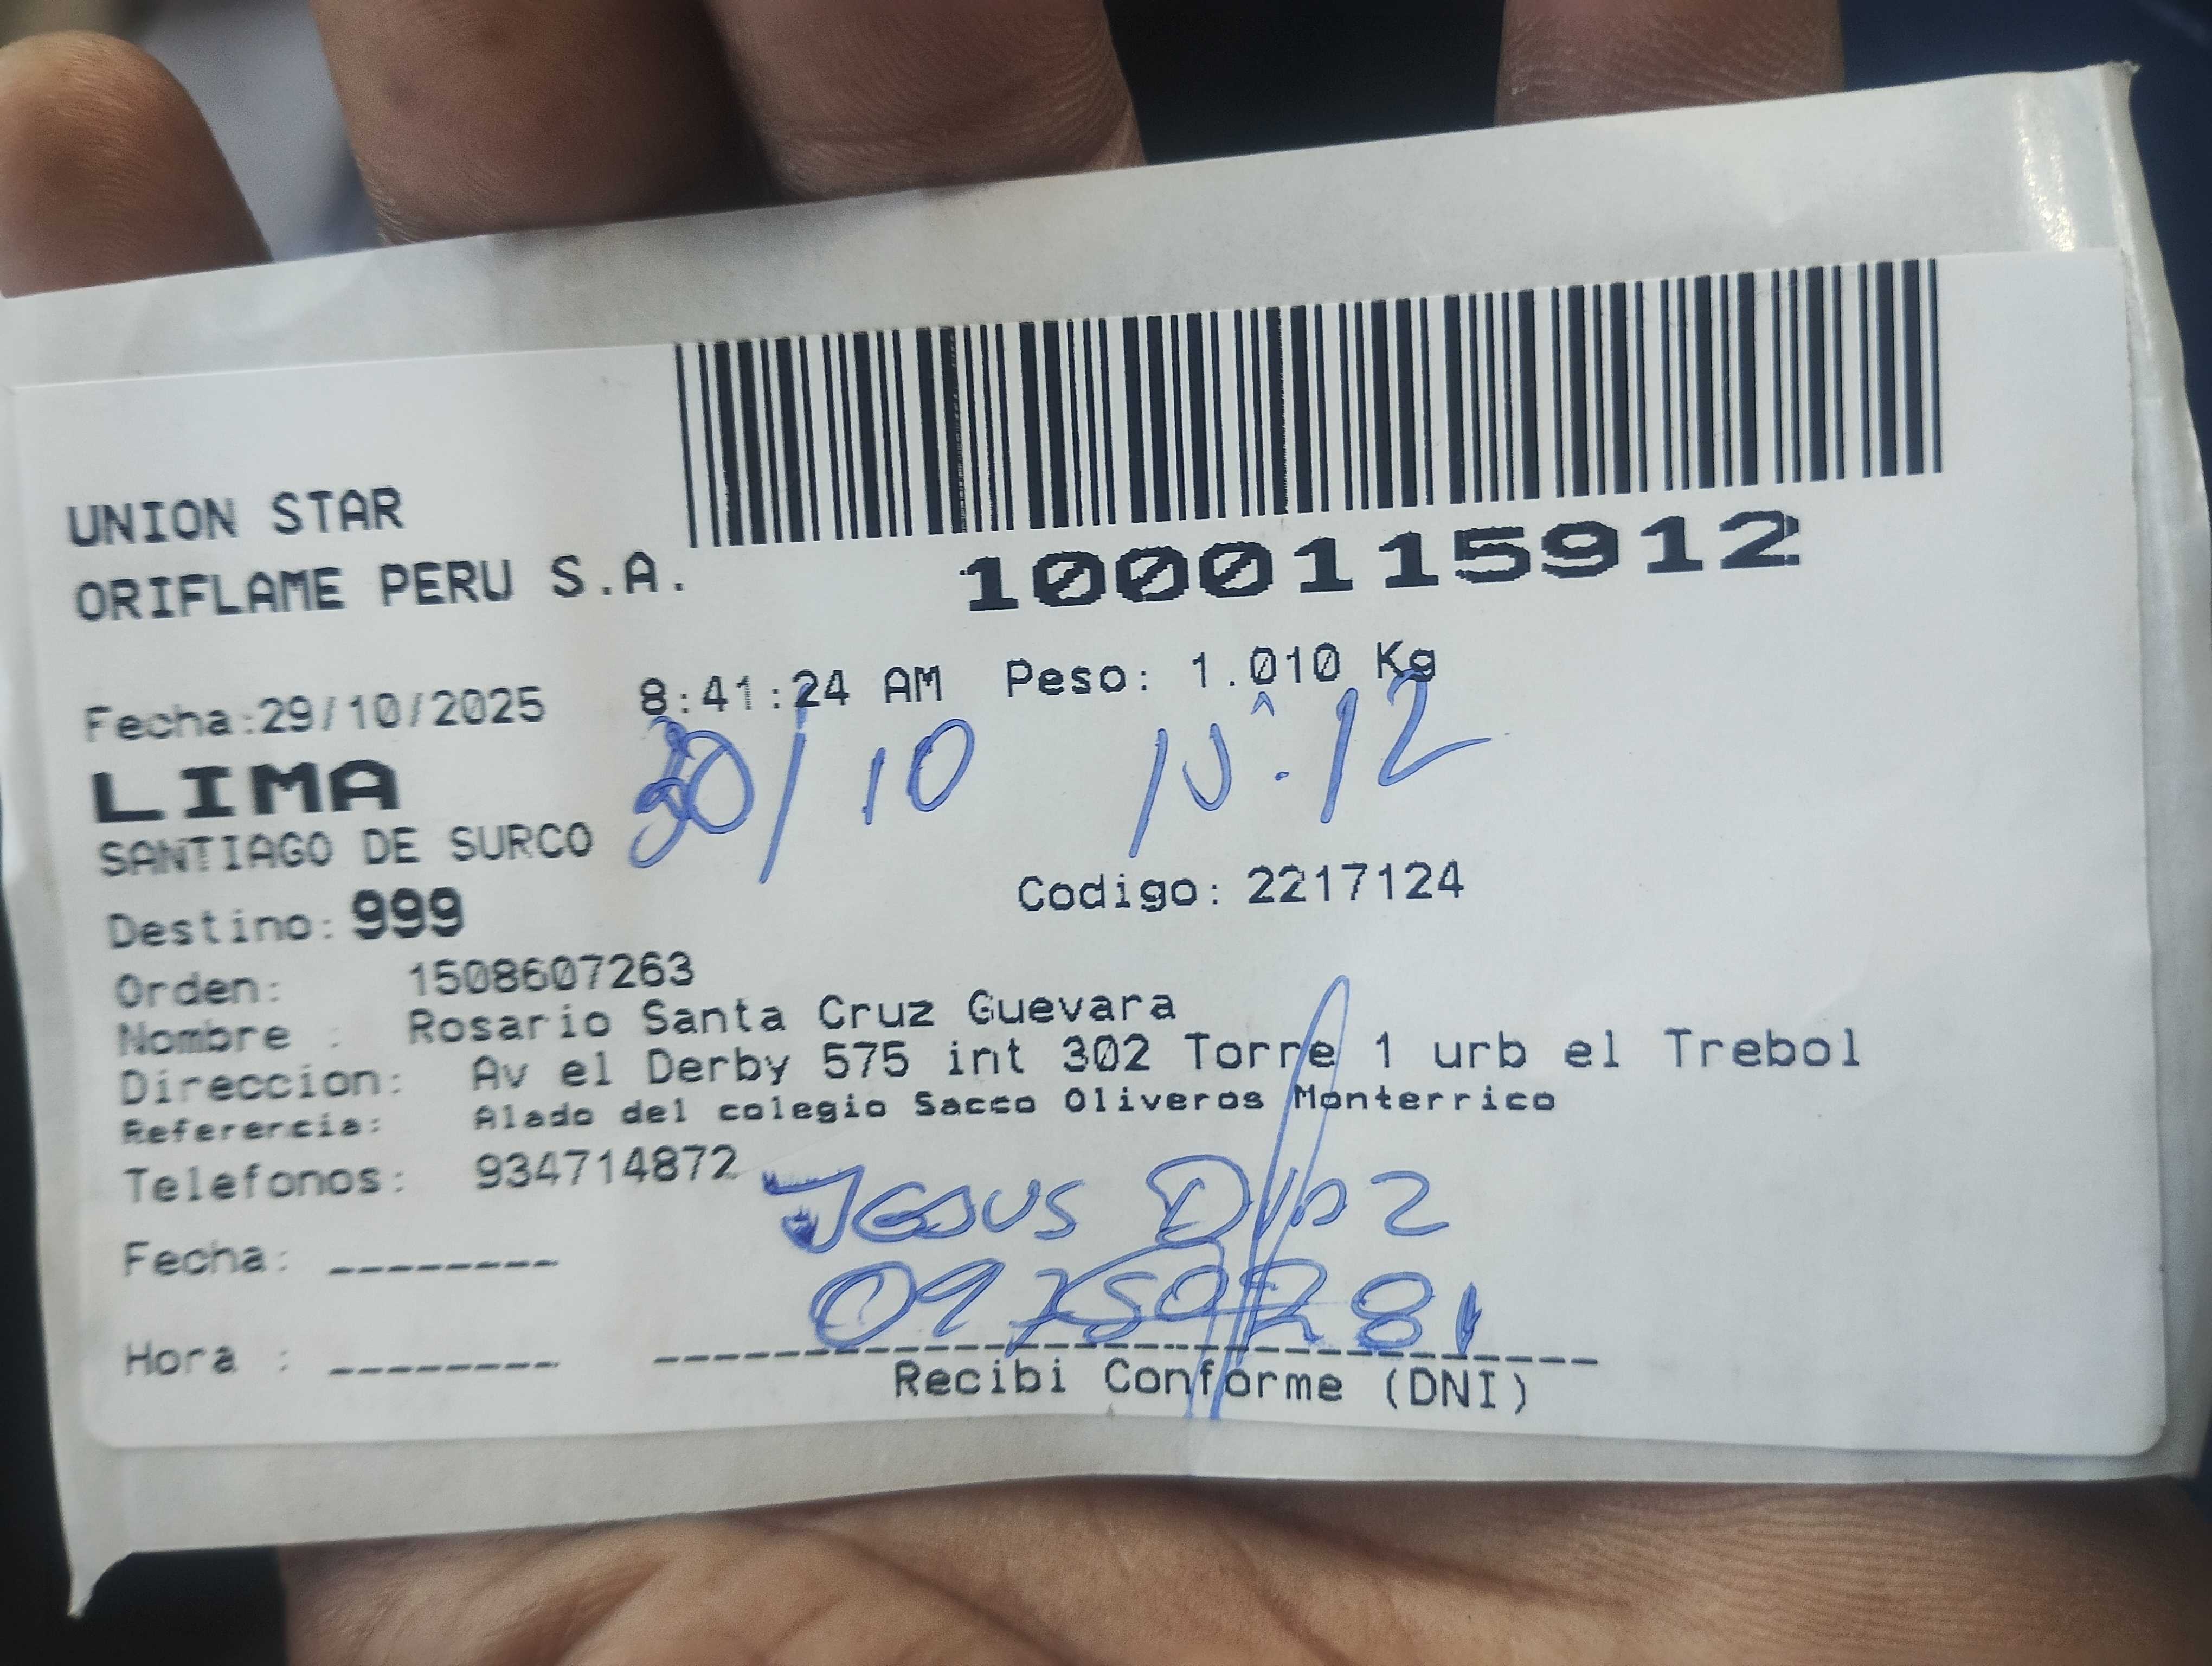 UNION STAR
ORIFLAME PERU S.A.
1000115912
Fecha:29/10/2025 8:41:24 AM Peso: 1.010 Kg
30/10
LIMA
SANTIAGO DE SURCO
Destino: 999 Codigo: 2217124
Orden: 1508607263
Nombre : Rosario Santa Cruz Guevara
Direccion: Av el Derby 575 int 302 Torre 1 urb el Trebol
Referencia: Alado del colegio Sacco Oliveros Monterrico
Telefonos: 934714872
JESUS DIAZ
Fecha: --------
Hora : --------
Recibi Conforme (DNI)